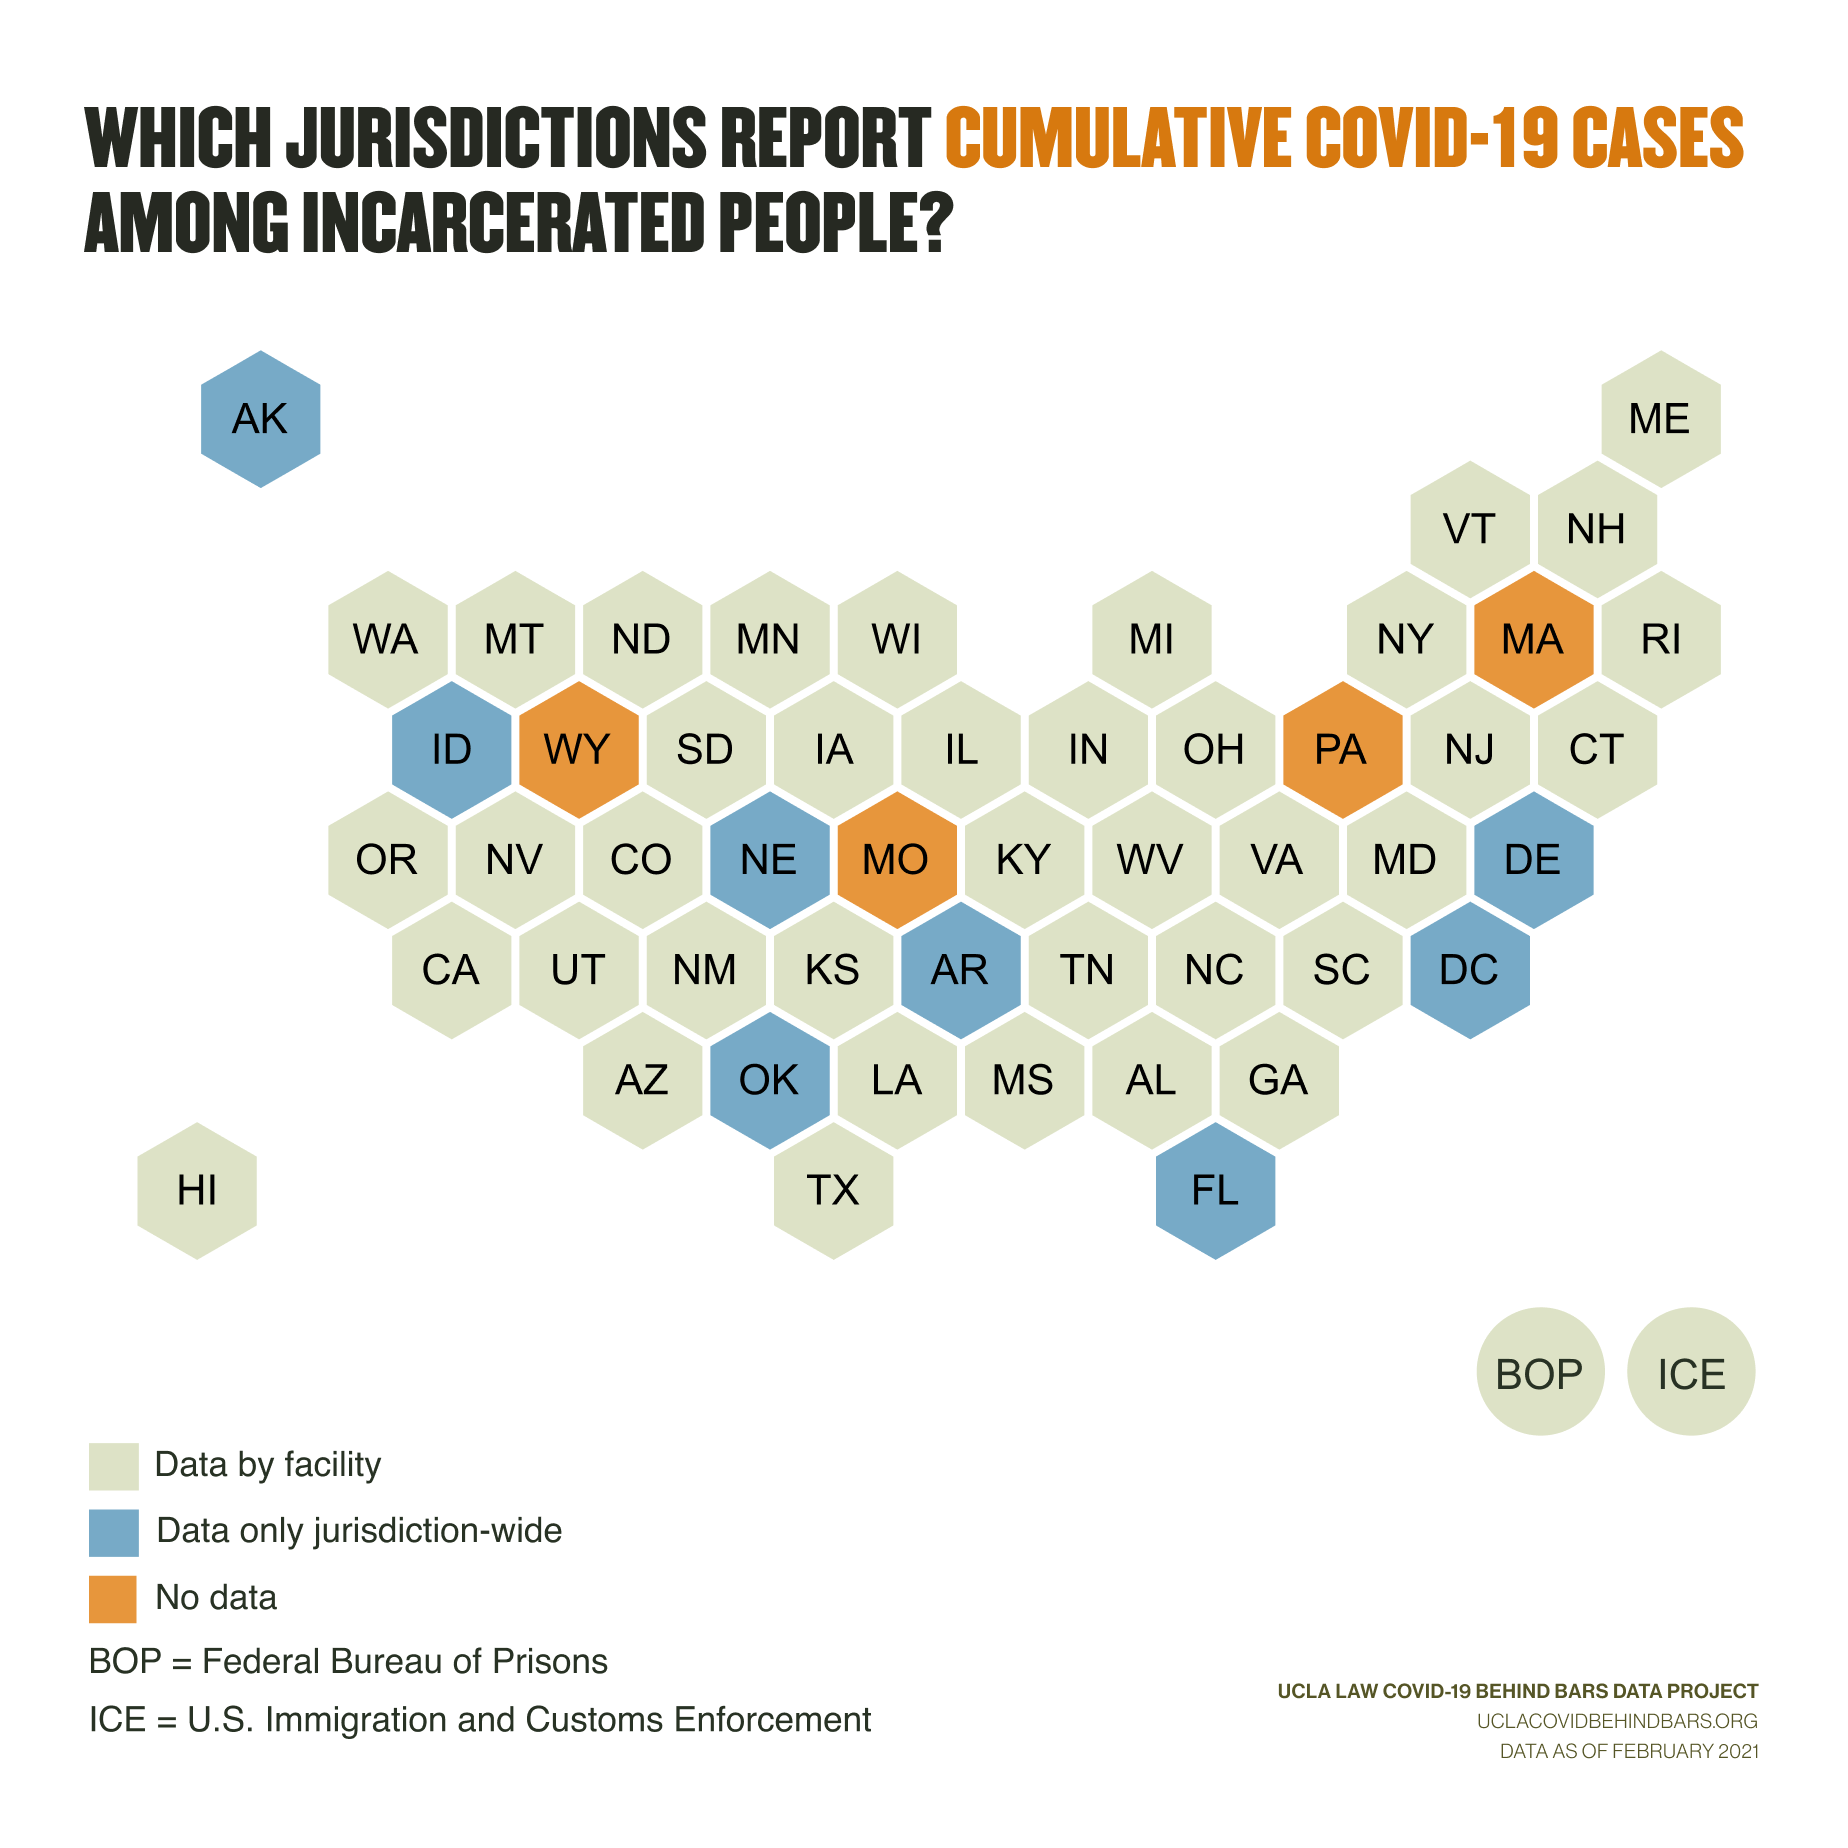 WHICH JURISDICTIONS REPORT CUMULATIVE COVID-19 CASES
AMONG INCARCERATED PEOPLE?
AK ME
VT NH
WA MT ND MN WI MI NY MA RI
ID WY SD IA IL IN OH PA NJ CT
OR NV CO NE MO KY WV VA MD DE
CA UT NM KS AR TN NC SC DC
AZ OK LA MS AL GA
HI TX FL
BOP ICE
Data by facility
Data only jurisdiction-wide
No data
BOP = Federal Bureau of Prisons
ICE = U.S. Immigration and Customs Enforcement
UCLA LAW COVID-19 BEHIND BARS DATA PROJECT
UCLACOVIDBEHINDBARS.ORG
DATA AS OF FEBRUARY 2021